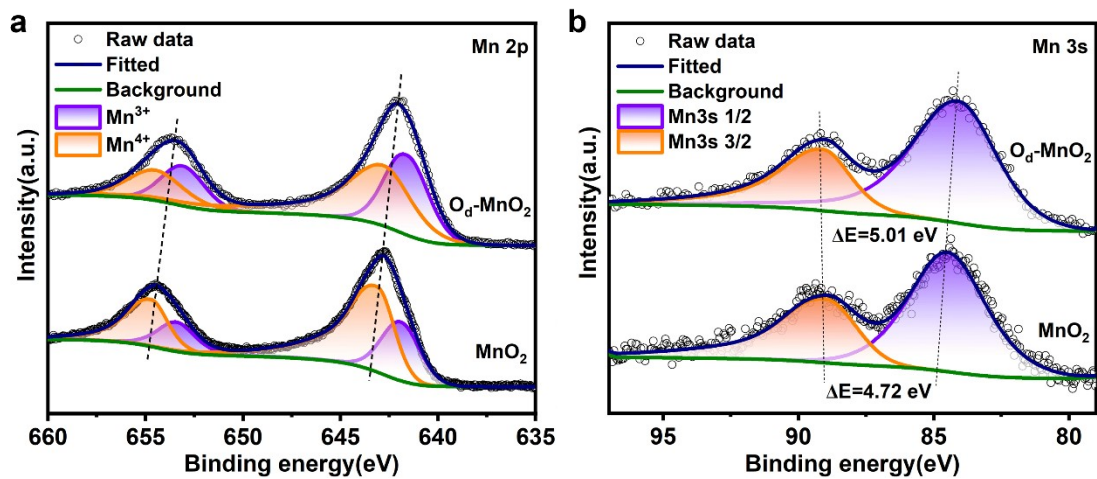 a
Raw data
Fitted
Background
Mn³⁺
Mn⁴⁺
Mn 2p
O_d-MnO₂
MnO₂
Intensity(a.u.)
660 655 650 645 640 635
Binding energy(eV)
b
Raw data
Fitted
Background
Mn3s 1/2
Mn3s 3/2
Mn 3s
O_d-MnO₂
ΔE=5.01 eV
MnO₂
ΔE=4.72 eV
Intensity(a.u.)
95 90 85 80
Binding energy(eV)